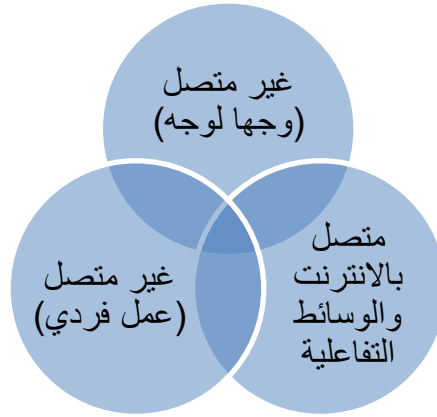 غير متصل
(وجها لوجه)
متصل
بالانترنت
والوسائط
التفاعلية
غير متصل
(عمل فردي)